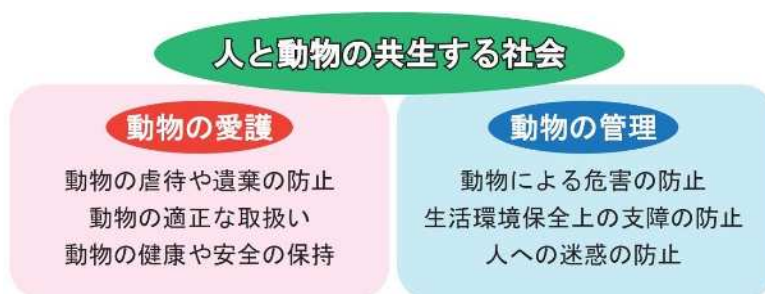 人と動物の共生する社会
動物の愛護
動物の虐待や遺棄の防止
動物の適正な取扱い
動物の健康や安全の保持
動物の管理
動物による危害の防止
生活環境保全上の支障の防止
人への迷惑の防止